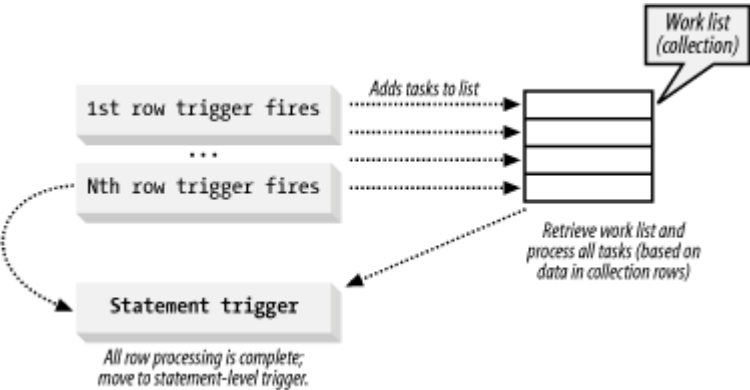 Work list
(collection)
Adds tasks to list
1st row trigger fires
...
Nth row trigger fires
Retrieve work list and
process all tasks (based on
data in collection rows)
Statement trigger
All row processing is complete;
move to statement-level trigger.